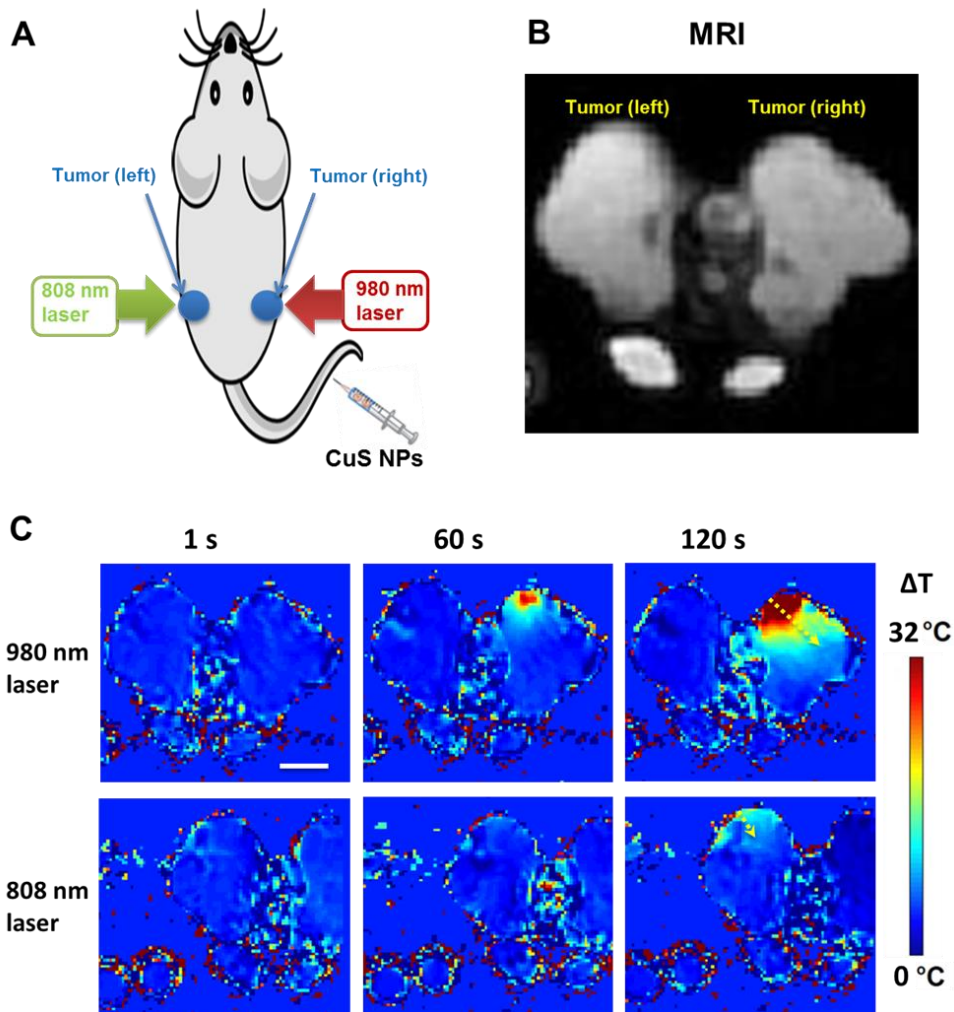 A
Tumor (left)
Tumor (right)
808 nm
laser
980 nm
laser
CuS NPs
B
MRI
Tumor (left)
Tumor (right)
C
1 s
60 s
120 s
980 nm
laser
808 nm
laser
ΔT
32 °C
0 °C